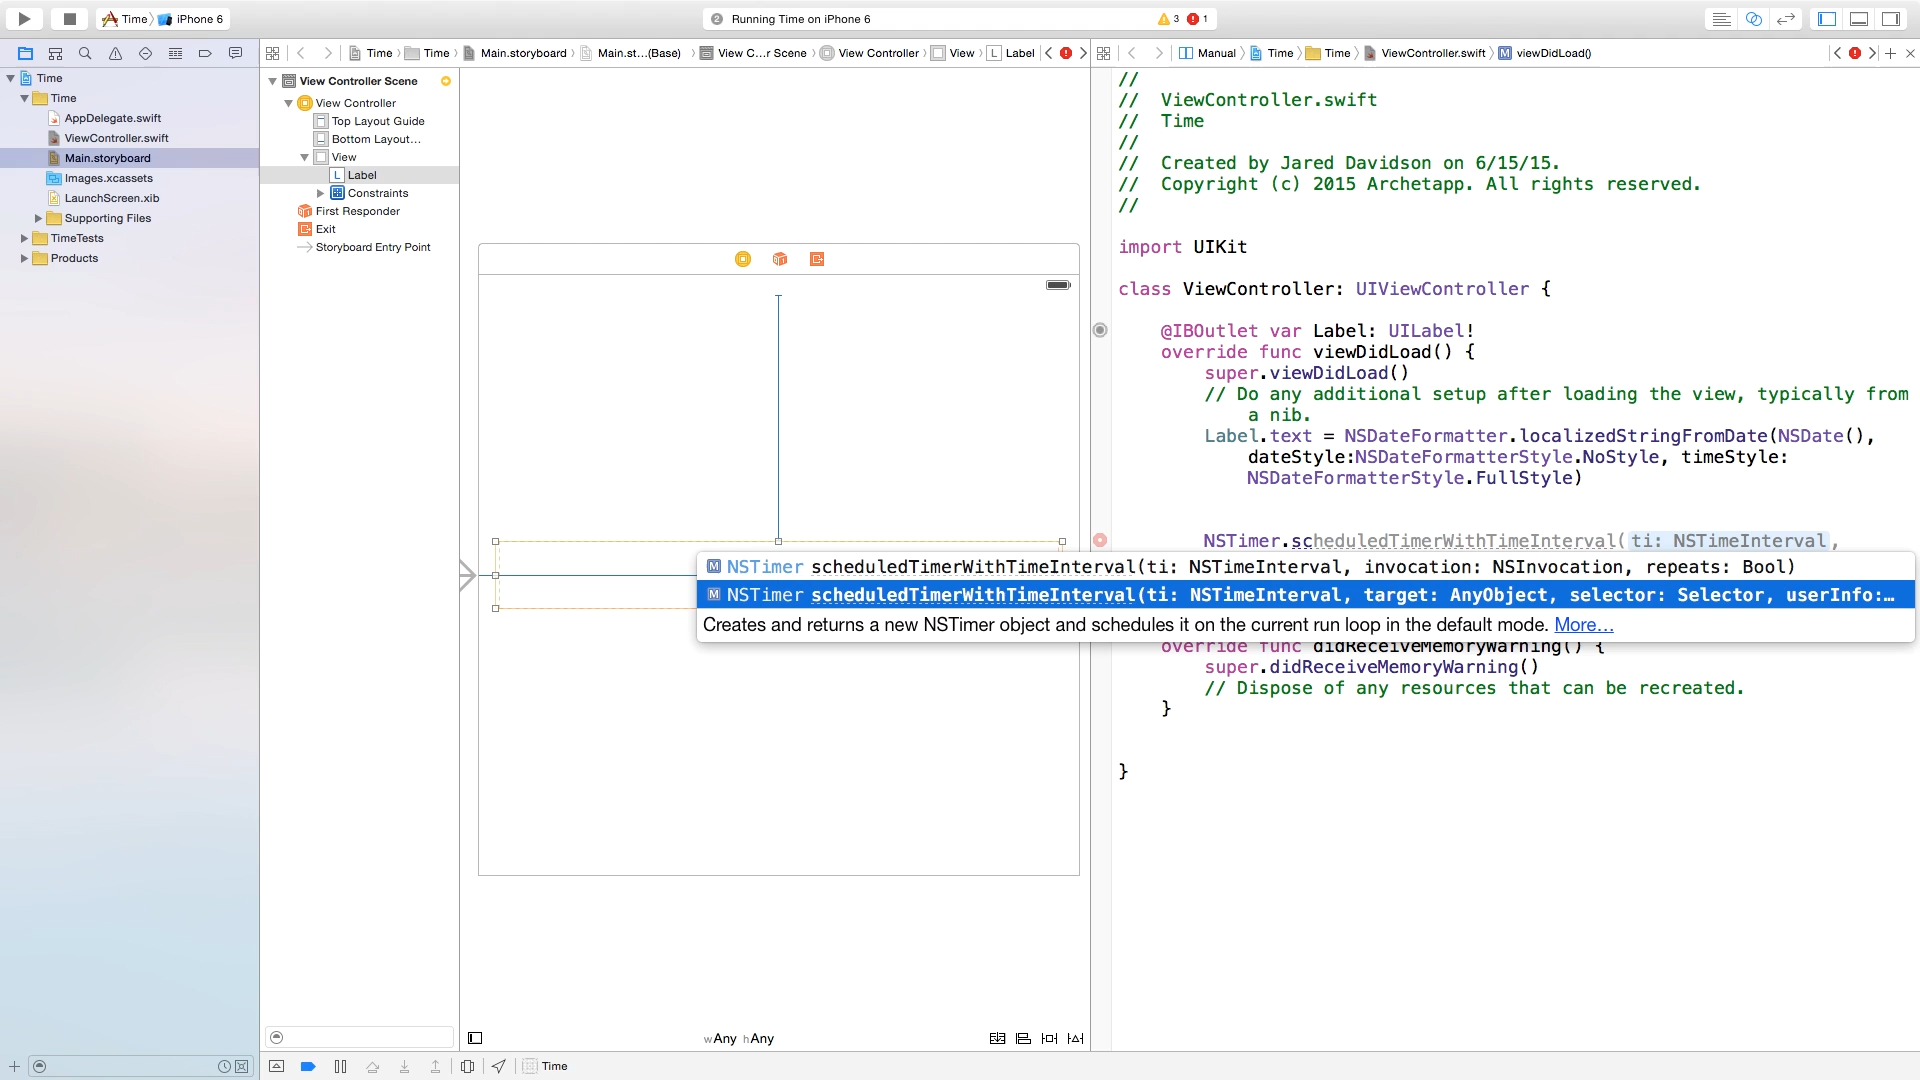 Time
iPhone 6
2 Running Time on iPhone 6
3
1
Time
Time
Main.storyboard
Main.st...(Base)
View C...r Scene
View Controller
View
L Label
Manual
Time
Time
ViewController.swift
M viewDidLoad()
Time
Time
AppDelegate.swift
ViewController.swift
Main.storyboard
Images.xcassets
LaunchScreen.xib
Supporting Files
TimeTests
Products
View Controller Scene
View Controller
Top Layout Guide
Bottom Layout...
View
L Label
Constraints
First Responder
Exit
Storyboard Entry Point
//
// ViewController.swift
// Time
//
// Created by Jared Davidson on 6/15/15.
// Copyright (c) 2015 Archetapp. All rights reserved.
//
import UIKit
class ViewController: UIViewController {
@IBOutlet var Label: UILabel!
override func viewDidLoad() {
super.viewDidLoad()
// Do any additional setup after loading the view, typically from
a nib.
Label.text = NSDateFormatter.localizedStringFromDate(NSDate(),
dateStyle:NSDateFormatterStyle.NoStyle, timeStyle:
NSDateFormatterStyle.FullStyle)
NSTimer.scheduledTimerWithTimeInterval(ti: NSTimeInterval,
M NSTimer scheduledTimerWithTimeInterval(ti: NSTimeInterval, invocation: NSInvocation, repeats: Bool)
M NSTimer scheduledTimerWithTimeInterval(ti: NSTimeInterval, target: AnyObject, selector: Selector, userInfo:...
Creates and returns a new NSTimer object and schedules it on the current run loop in the default mode. More...
override func didReceiveMemoryWarning() {
super.didReceiveMemoryWarning()
// Dispose of any resources that can be recreated.
}
}
wAny hAny
Time